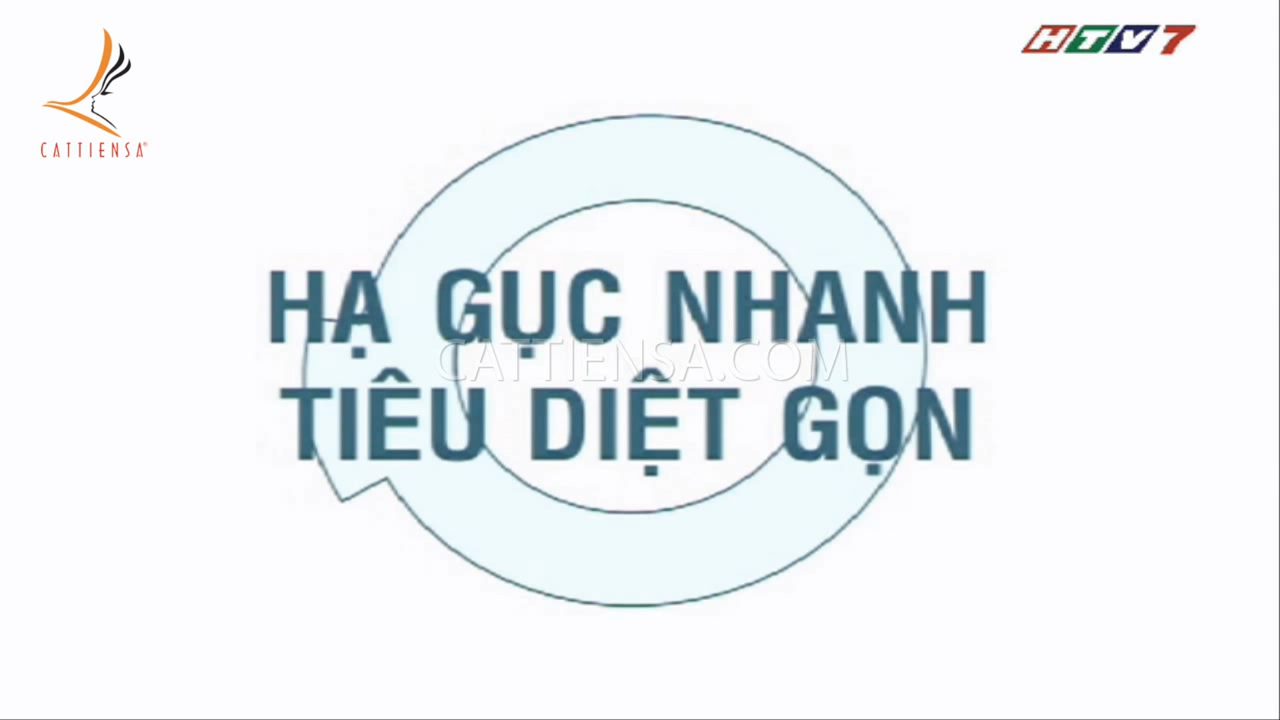 CATTIENSA®
HTV7
HẠ GỤC NHANH
CATTIENSA.COM
TIÊU DIỆT GỌN